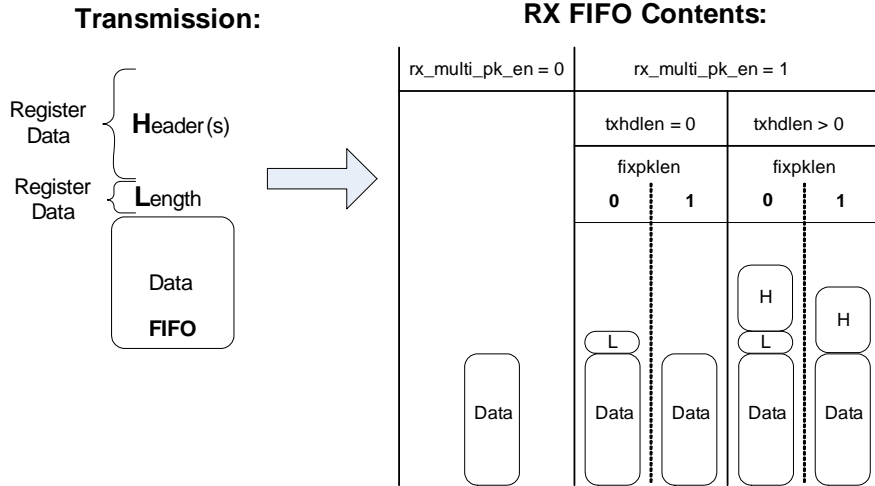 Transmission:
RX FIFO Contents:
rx_multi_pk_en = 0
rx_multi_pk_en = 1
Register
Data
Header(s)
txhdlen = 0
txhdlen > 0
fixpklen
fixpklen
Register
Data
Length
0
1
0
1
Data
FIFO
H
H
L
L
Data
Data
Data
Data
Data